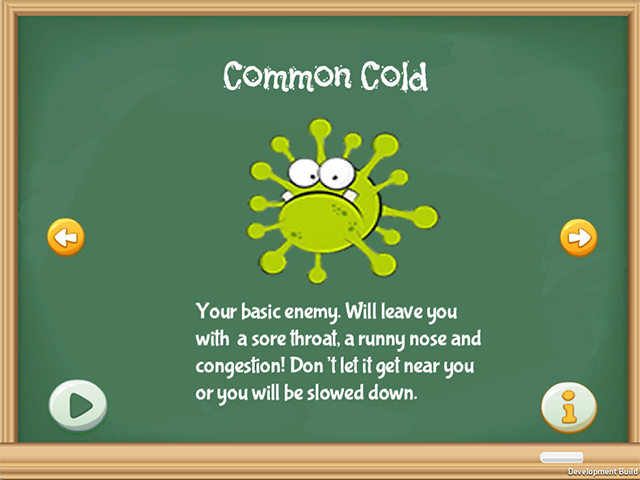 Common Cold
Your basic enemy. Will leave you
with  a sore throat, a runny nose and
congestion! Don 't let it get near you
or you will be slowed down.
i
Development Build